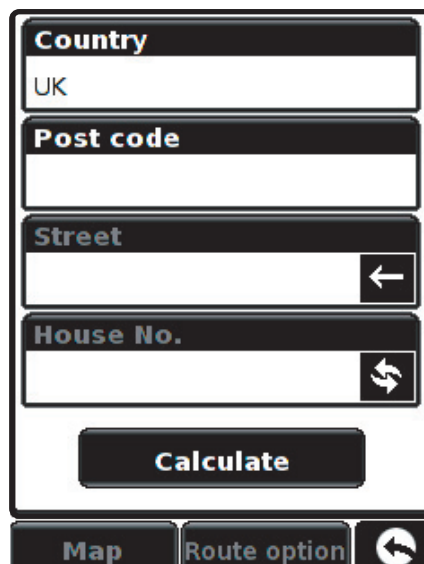 Country
UK
Post code
Street
House No.
Calculate
Map
Route option